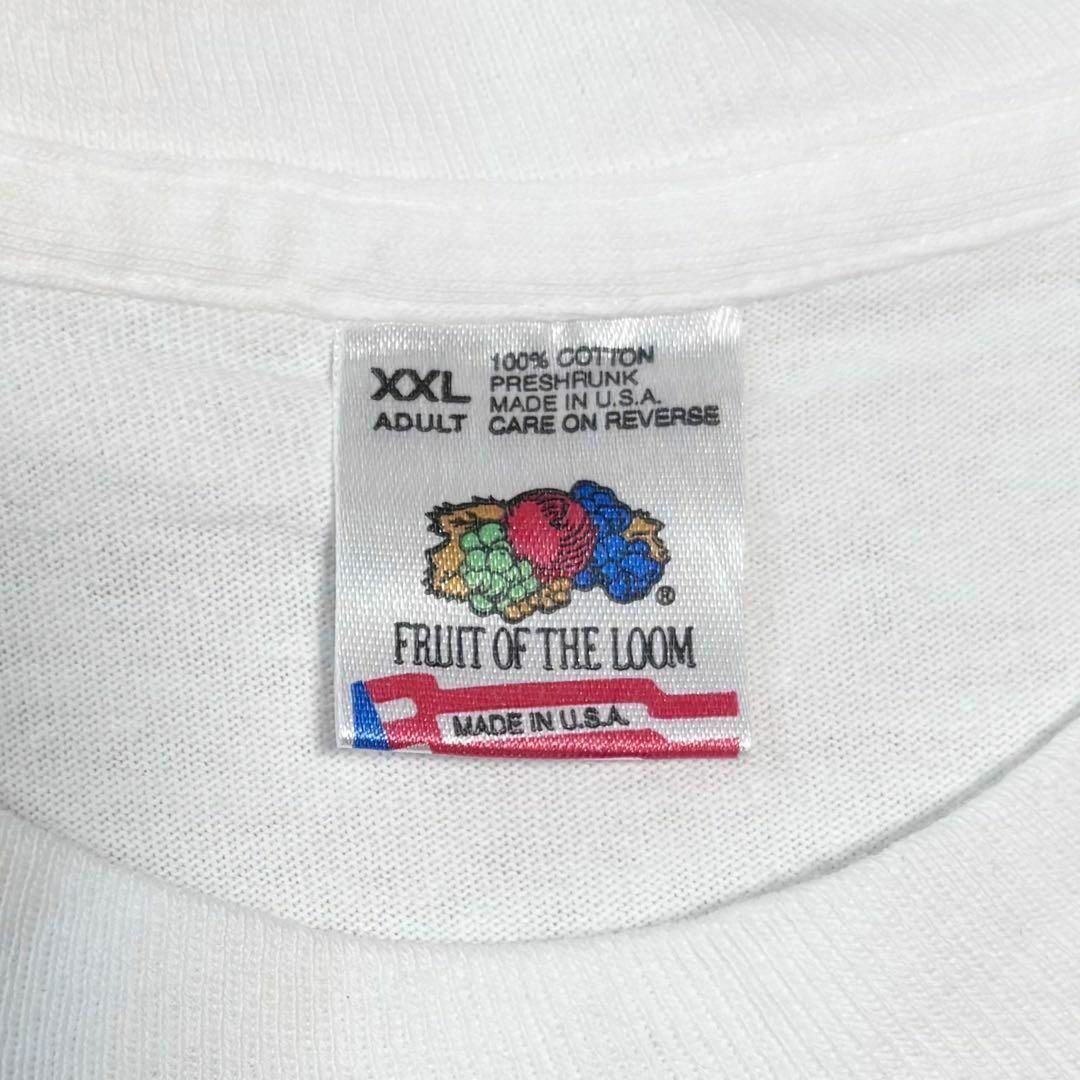 XXL
ADULT
100% COTTON
PRESHRUNK
MADE IN U.S.A.
CARE ON REVERSE
®
FRUIT OF THE LOOM
MADE IN U.S.A.